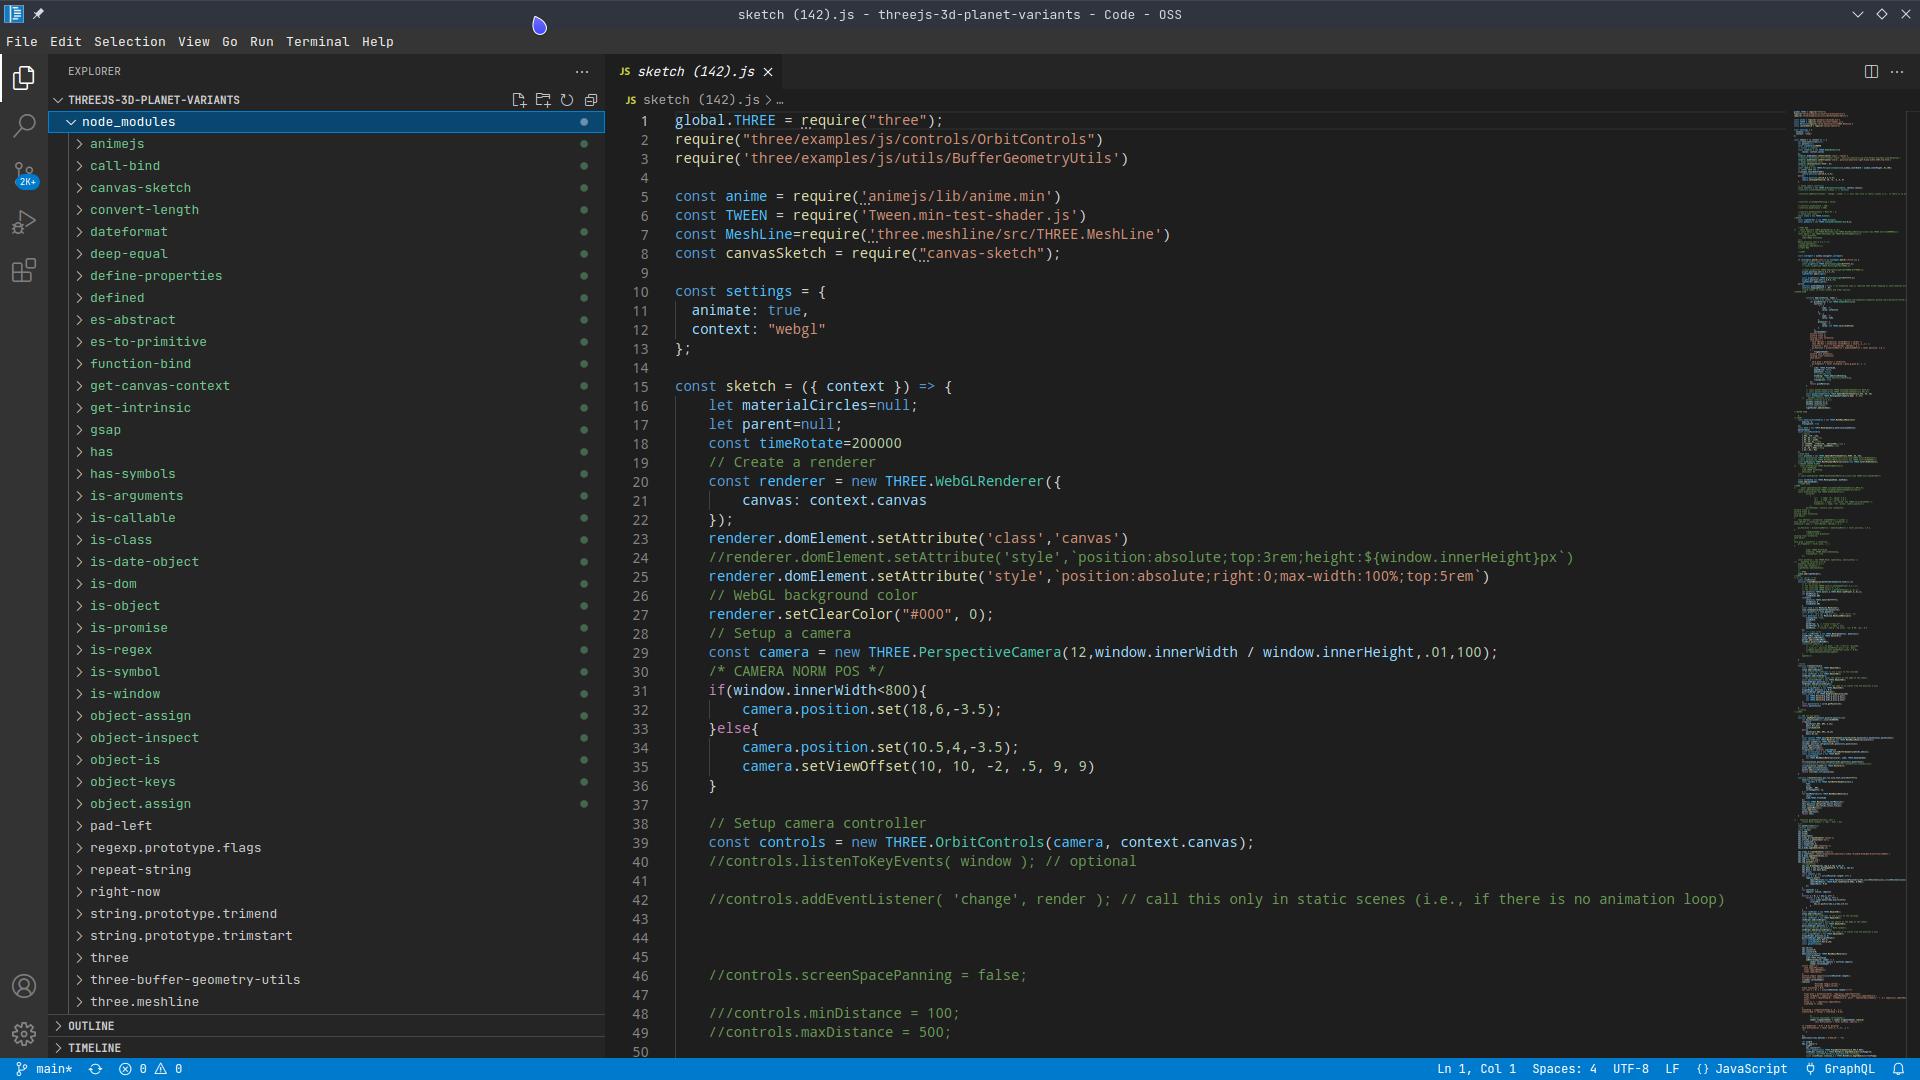 sketch (142).js - threejs-3d-planet-variants - Code - OSS
File Edit Selection View Go Run Terminal Help
EXPLORER
THREEJS-3D-PLANET-VARIANTS
node_modules
animejs
call-bind
canvas-sketch
convert-length
dateformat
deep-equal
define-properties
defined
es-abstract
es-to-primitive
function-bind
get-canvas-context
get-intrinsic
gsap
has
has-symbols
is-arguments
is-callable
is-class
is-date-object
is-dom
is-object
is-promise
is-regex
is-symbol
is-window
object-assign
object-inspect
object-is
object-keys
object.assign
pad-left
regexp.prototype.flags
repeat-string
right-now
string.prototype.trimend
string.prototype.trimstart
three
three-buffer-geometry-utils
three.meshline
OUTLINE
TIMELINE
2K+
JS sketch (142).js
JS sketch (142).js > …
1 global.THREE = require("three");
2 require("three/examples/js/controls/OrbitControls")
3 require('three/examples/js/utils/BufferGeometryUtils')
4
5 const anime = require('animejs/lib/anime.min')
6 const TWEEN = require('Tween.min-test-shader.js')
7 const MeshLine=require('three.meshline/src/THREE.MeshLine')
8 const canvasSketch = require("canvas-sketch");
9
10 const settings = {
11 animate: true,
12 context: "webgl"
13 };
14
15 const sketch = ({ context }) => {
16 let materialCircles=null;
17 let parent=null;
18 const timeRotate=200000
19 // Create a renderer
20 const renderer = new THREE.WebGLRenderer({
21 canvas: context.canvas
22 });
23 renderer.domElement.setAttribute('class','canvas')
24 //renderer.domElement.setAttribute('style',`position:absolute;top:3rem;height:${window.innerHeight}px`)
25 renderer.domElement.setAttribute('style',`position:absolute;right:0;max-width:100%;top:5rem`)
26 // WebGL background color
27 renderer.setClearColor("#000", 0);
28 // Setup a camera
29 const camera = new THREE.PerspectiveCamera(12,window.innerWidth / window.innerHeight,.01,100);
30 /* CAMERA NORM POS */
31 if(window.innerWidth<800){
32 camera.position.set(18,6,-3.5);
33 }else{
34 camera.position.set(10.5,4,-3.5);
35 camera.setViewOffset(10, 10, -2, .5, 9, 9)
36 }
37
38 // Setup camera controller
39 const controls = new THREE.OrbitControls(camera, context.canvas);
40 //controls.listenToKeyEvents( window ); // optional
41
42 //controls.addEventListener( 'change', render ); // call this only in static scenes (i.e., if there is no animation loop)
43
44
45
46 //controls.screenSpacePanning = false;
47
48 ///controls.minDistance = 100;
49 //controls.maxDistance = 500;
50
main* 0 0 Ln 1, Col 1 Spaces: 4 UTF-8 LF {} JavaScript GraphQL